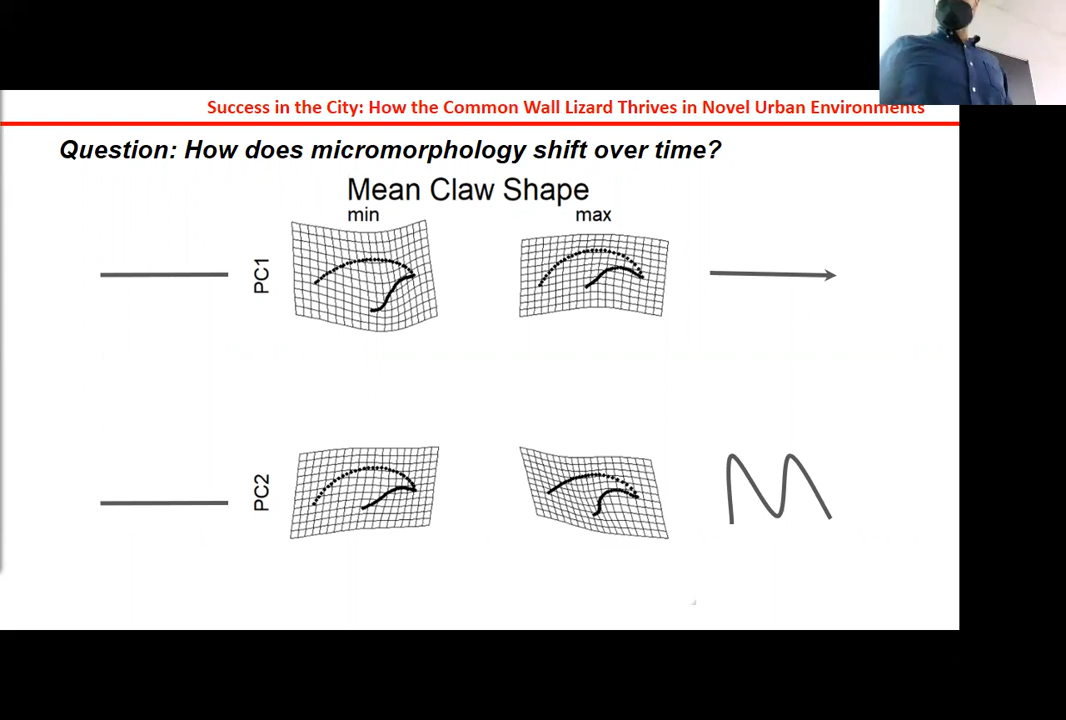 Success in the City: How the Common Wall Lizard Thrives in Novel Urban Environments
Question: How does micromorphology shift over time?
Mean Claw Shape
min max
PC1
PC2